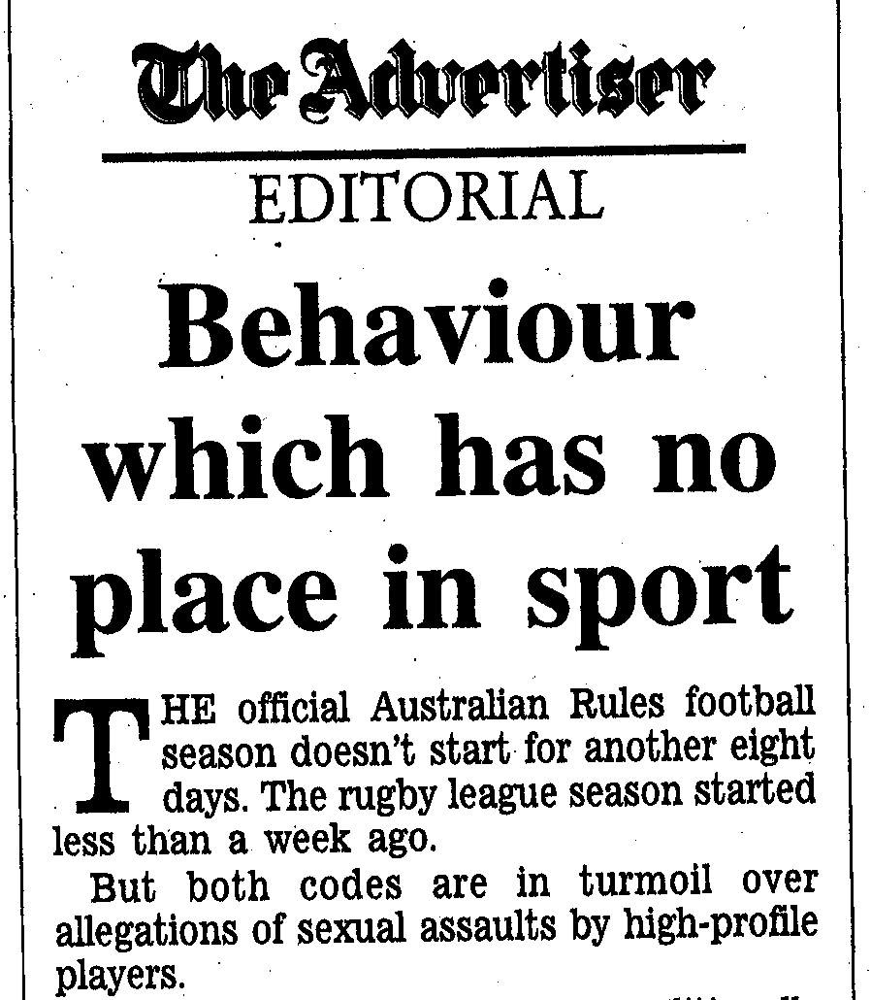 The Advertiser
EDITORIAL
Behaviour
which has no
place in sport
THE official Australian Rules football
season doesn't start for another eight
days. The rugby league season started
less than a week ago.
But both codes are in turmoil over
allegations of sexual assaults by high-profile
players.